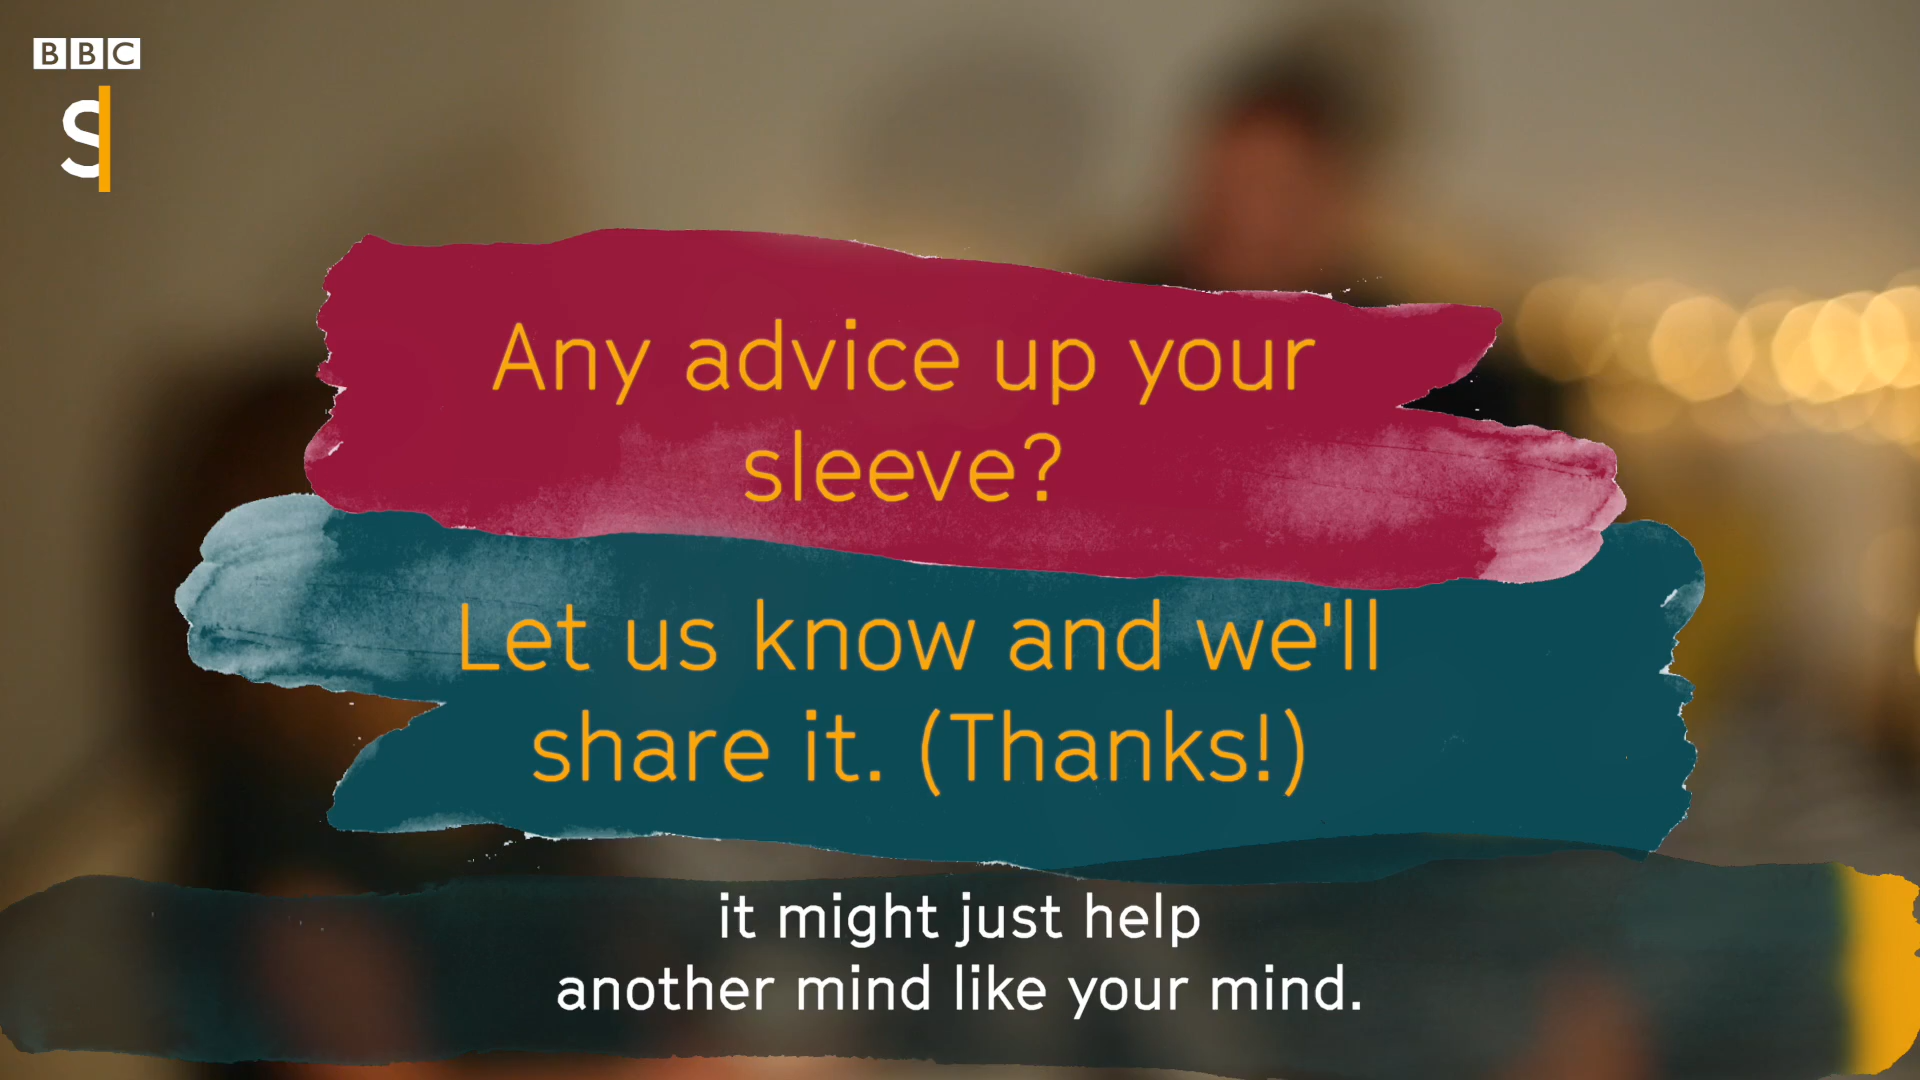 BBC
S
Any advice up your
sleeve?
Let us know and we'll
share it. (Thanks!)
it might just help
another mind like your mind.